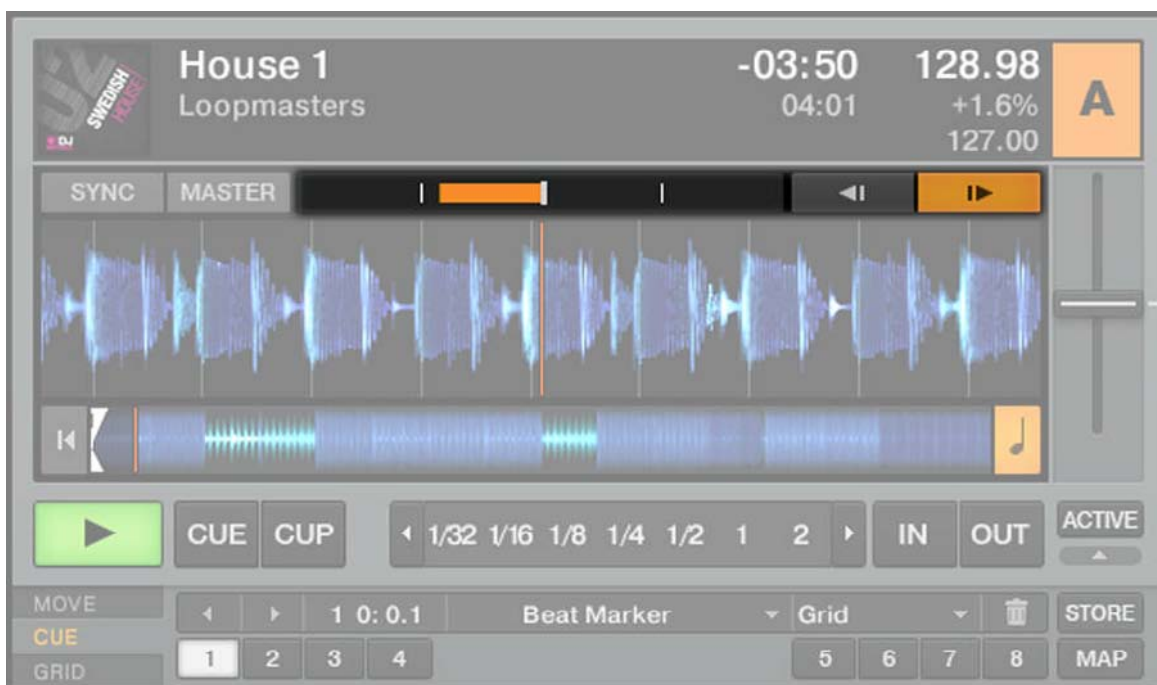 House 1
-03:50
128.98
Loopmasters
04:01
+1.6%
127.00
A
02
SWEDISH
HOUSE
DJ
SYNC
MASTER
CUE
CUP
1/32 1/16 1/8 1/4 1/2 1 2
IN
OUT
ACTIVE
MOVE
CUE
GRID
1 0: 0.1
Beat Marker
Grid
STORE
1 2 3 4
5 6 7 8
MAP